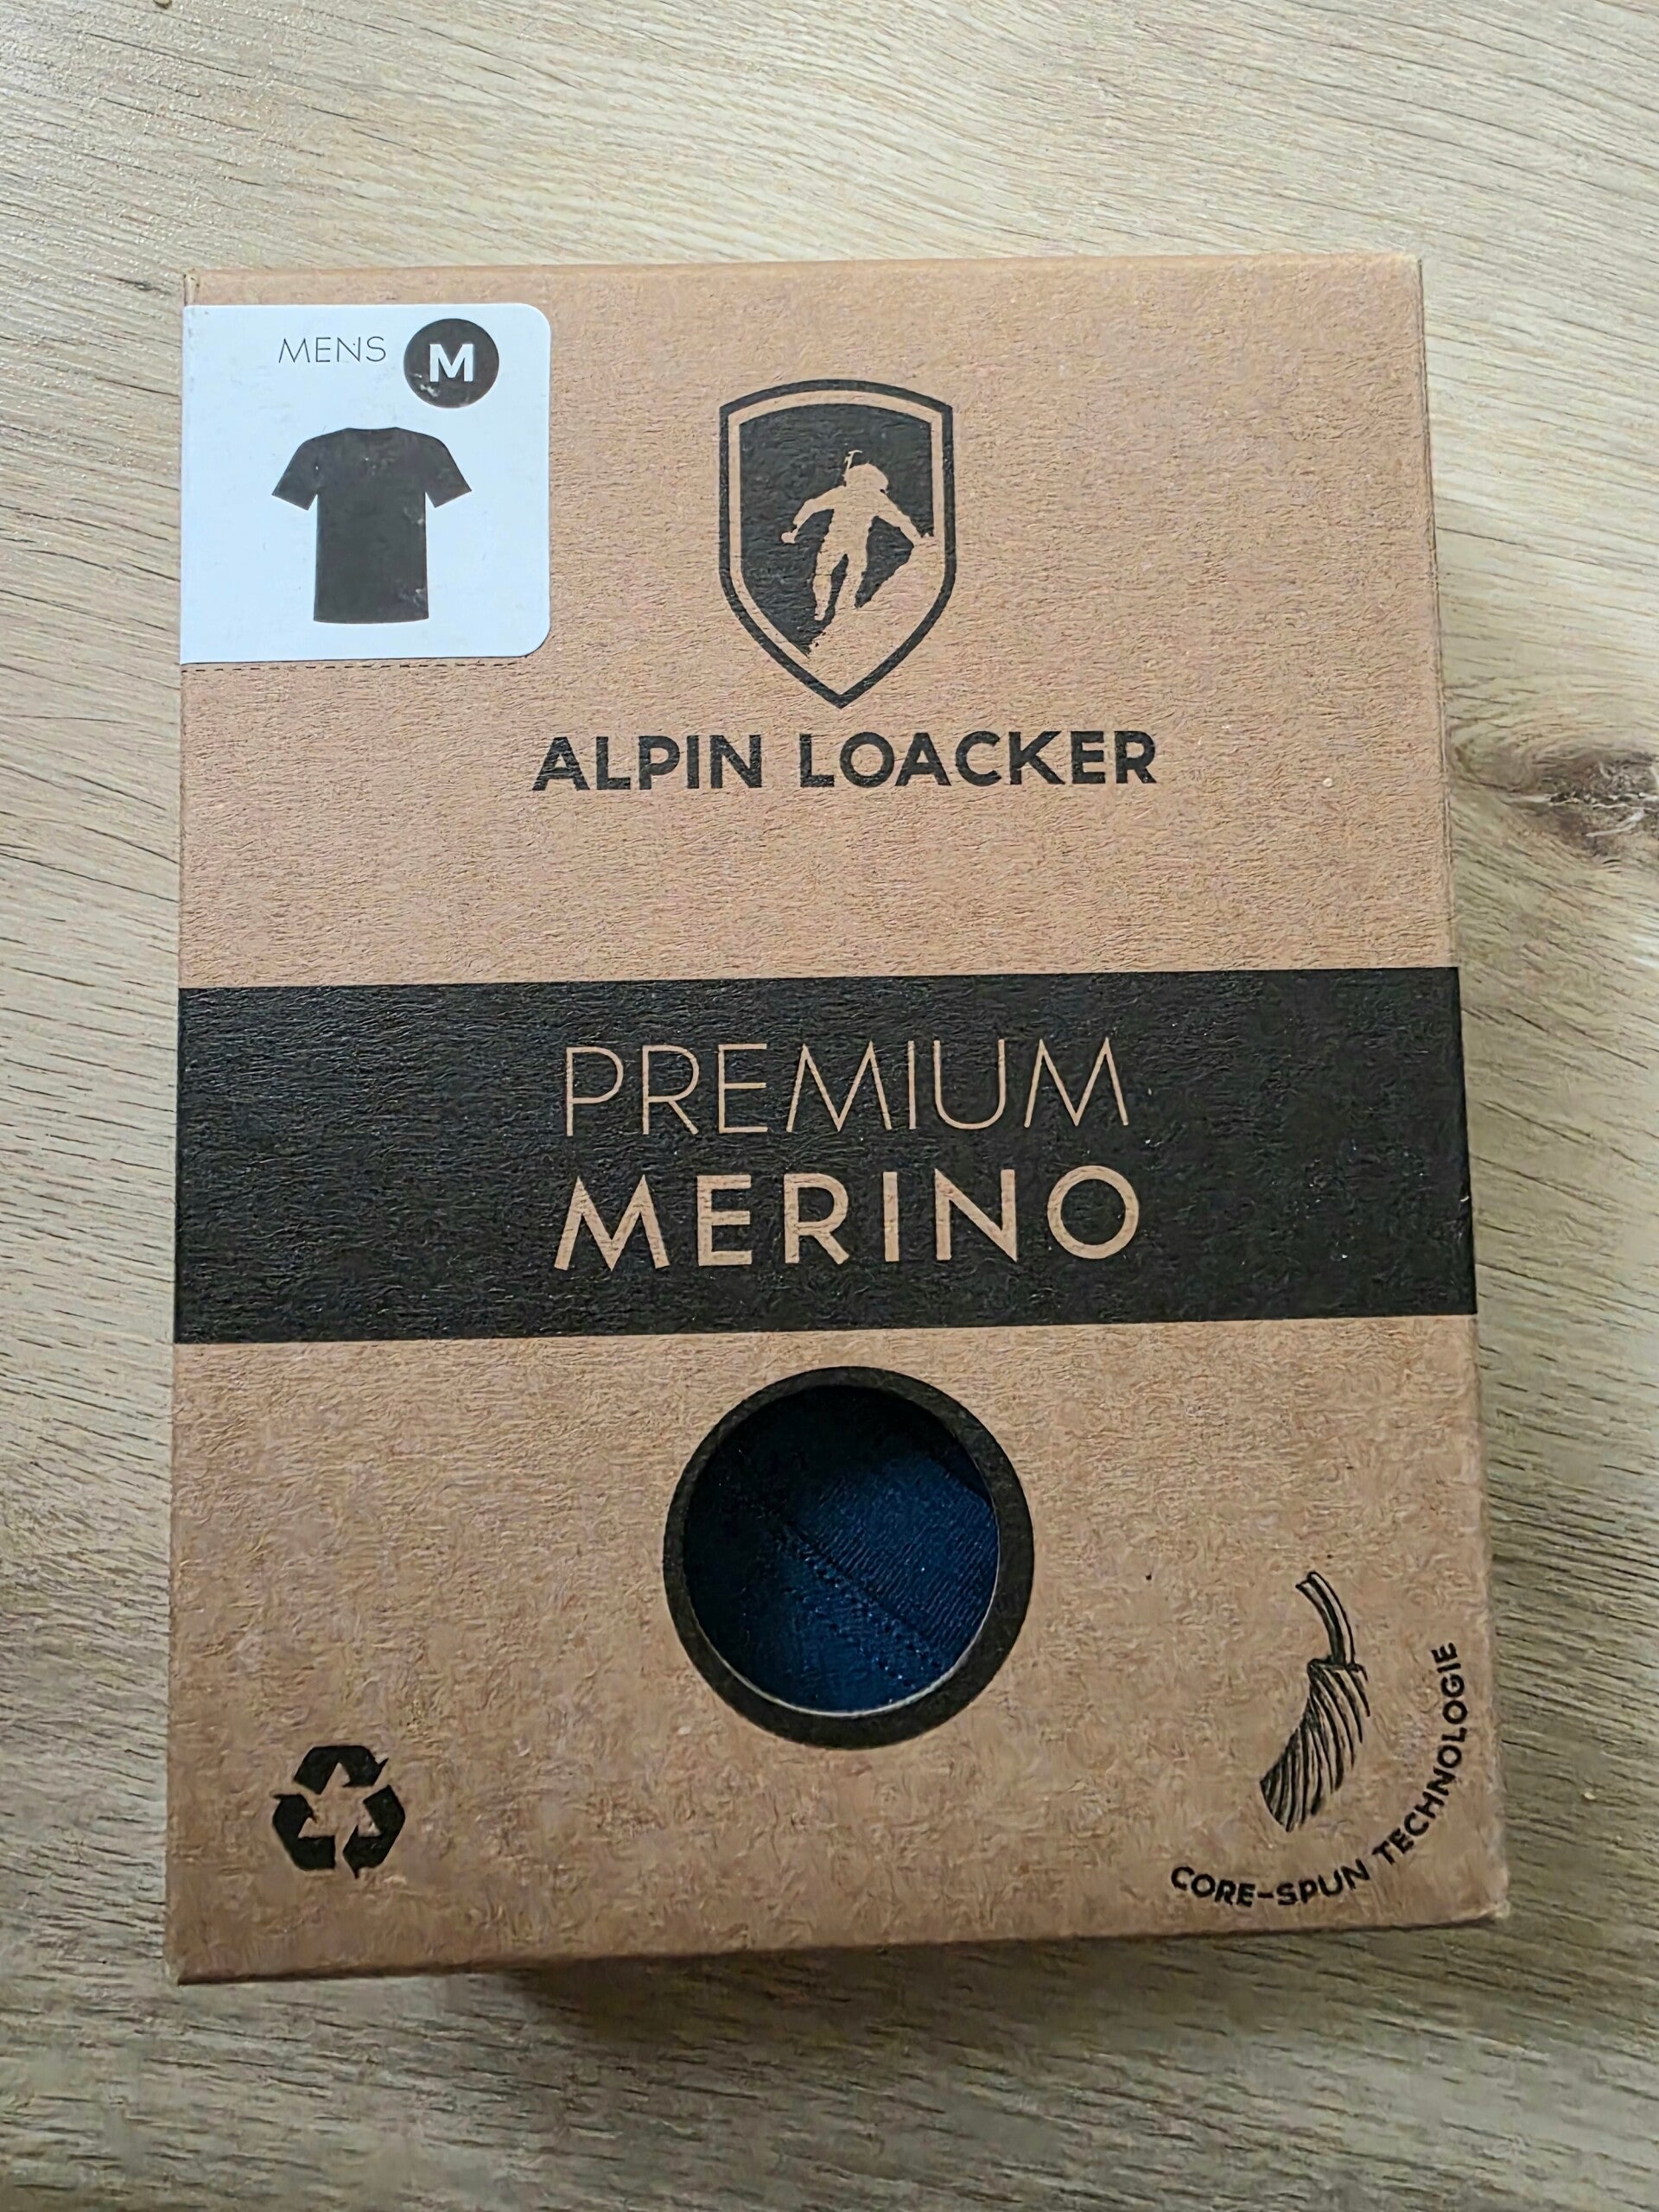 MENS M
ALPIN LOACKER
PREMIUM
MERINO
CORE-SPUN TECHNOLOGIE